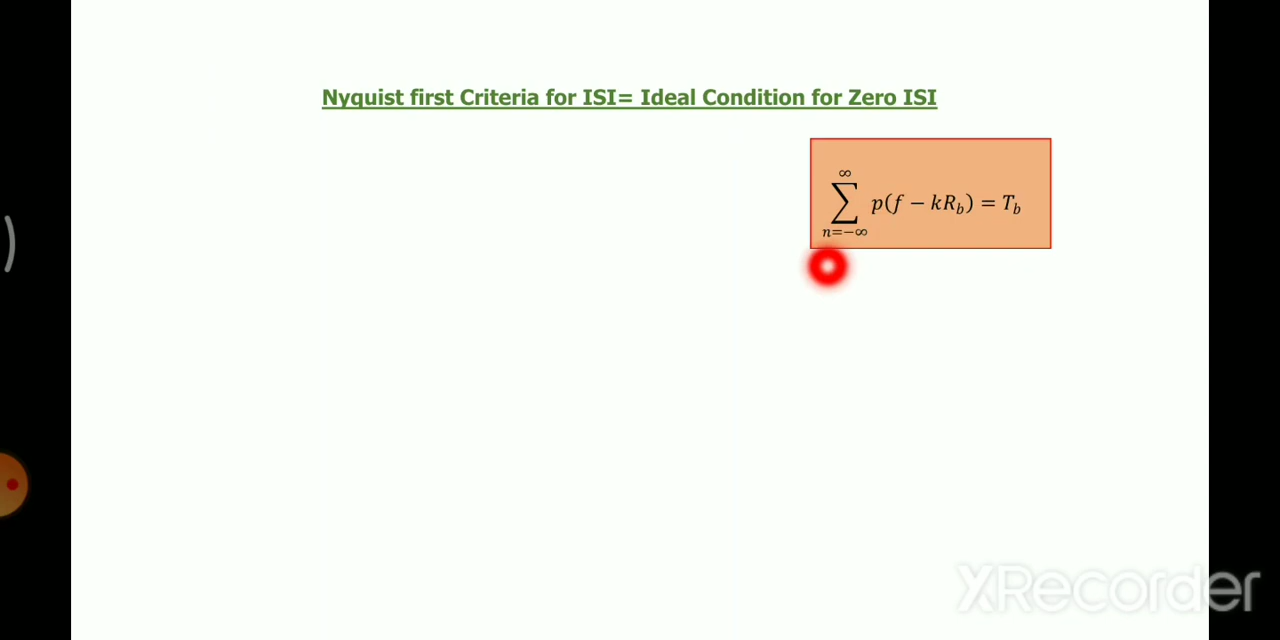 Nyquist first Criteria for ISI= Ideal Condition for Zero ISI
∞
∑ p(f − kR_b) = T_b
n=−∞
XRecorder